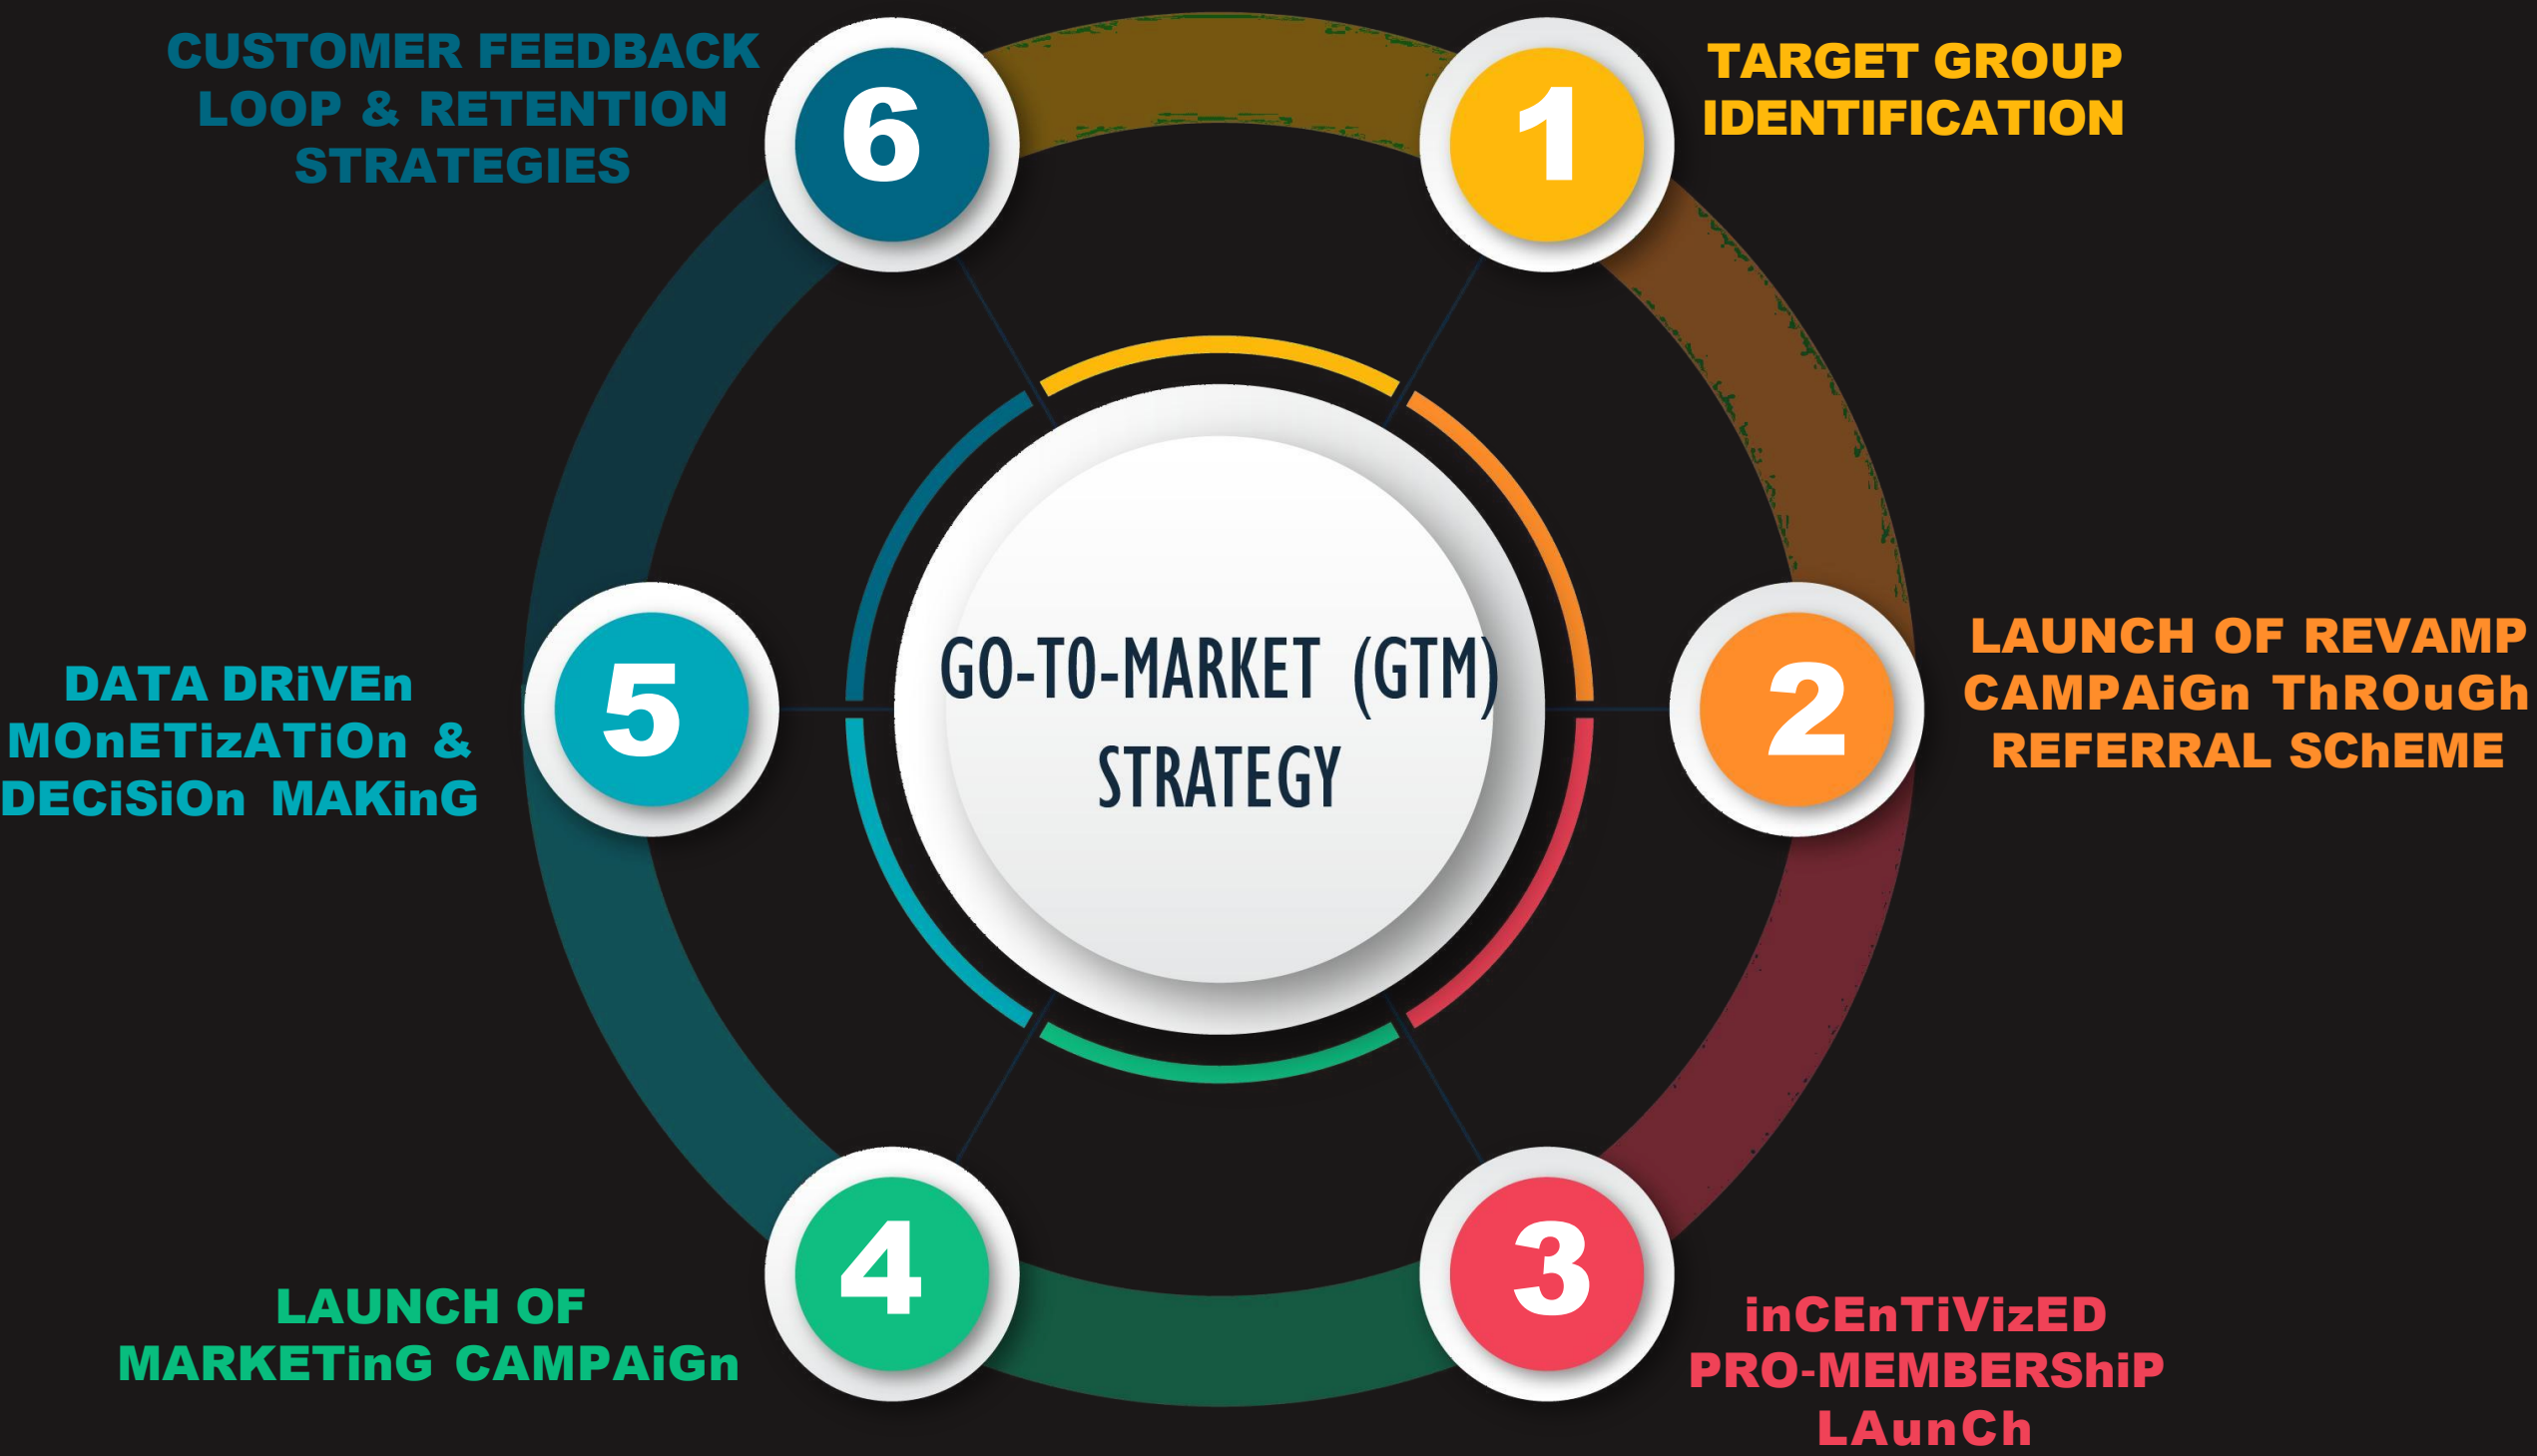 CUSTOMER FEEDBACK
LOOP & RETENTION
STRATEGIES
6
1
TARGET GROUP
IDENTIFICATION
GO-TO-MARKET (GTM)
STRATEGY
5
DATA DRiVEn
MOnETizATiOn &
DECiSiOn MAKinG
2
LAUNCH OF REVAMP
CAMPAiGn ThROuGh
REFERRAL SChEME
4
LAUNCH OF
MARKETinG CAMPAiGn
3
inCEnTiVizED
PRO-MEMBERShiP
LAunCh